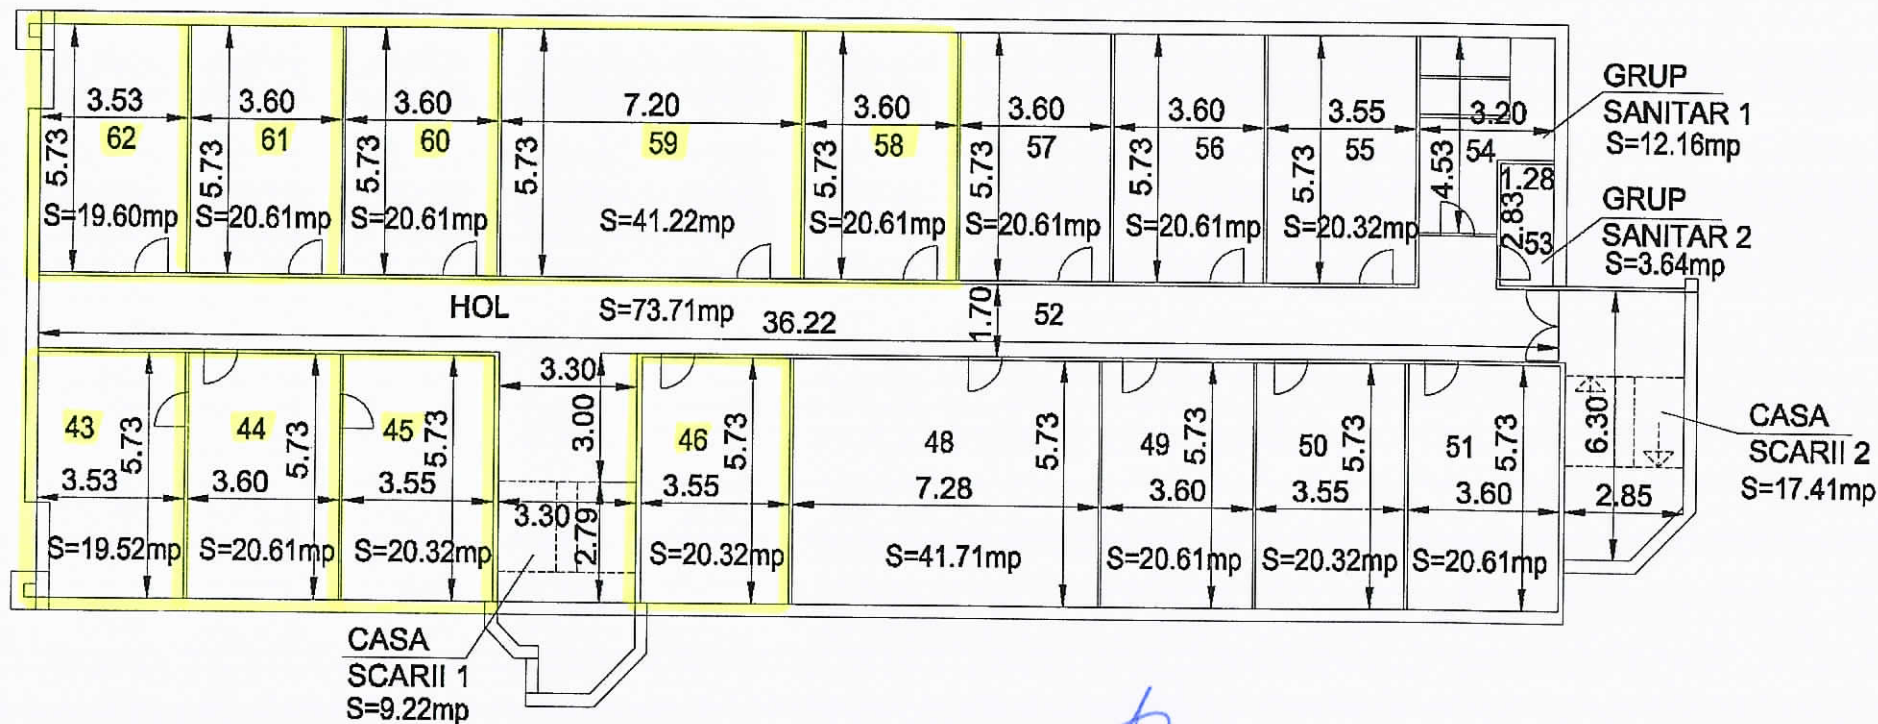 3.53
62
5.73
S=19.60mp
3.60
61
5.73
S=20.61mp
3.60
60
5.73
S=20.61mp
7.20
59
5.73
S=41.22mp
3.60
58
5.73
S=20.61mp
3.60
57
5.73
S=20.61mp
3.60
56
5.73
S=20.61mp
3.55
55
5.73
S=20.32mp
3.20
54
4.53
1.28
2.83
53
GRUP
SANITAR 1
S=12.16mp
GRUP
SANITAR 2
S=3.64mp
HOL
S=73.71mp
36.22
1.70
52
43
5.73
3.53
S=19.52mp
44
5.73
3.60
S=20.61mp
45
5.73
3.55
S=20.32mp
3.30
3.00
3.30
2.79
46
5.73
3.55
S=20.32mp
48
5.73
7.28
S=41.71mp
49
5.73
3.60
S=20.61mp
50
5.73
3.55
S=20.32mp
51
5.73
3.60
S=20.61mp
6.30
2.85
CASA
SCARII 2
S=17.41mp
CASA
SCARII 1
S=9.22mp